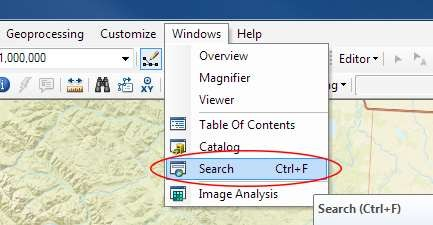 Geoprocessing Customize Windows Help
1,000,000
Overview
Editor
Magnifier
Viewer
Table Of Contents
Catalog
Search Ctrl+F
Image Analysis
Search (Ctrl+F)